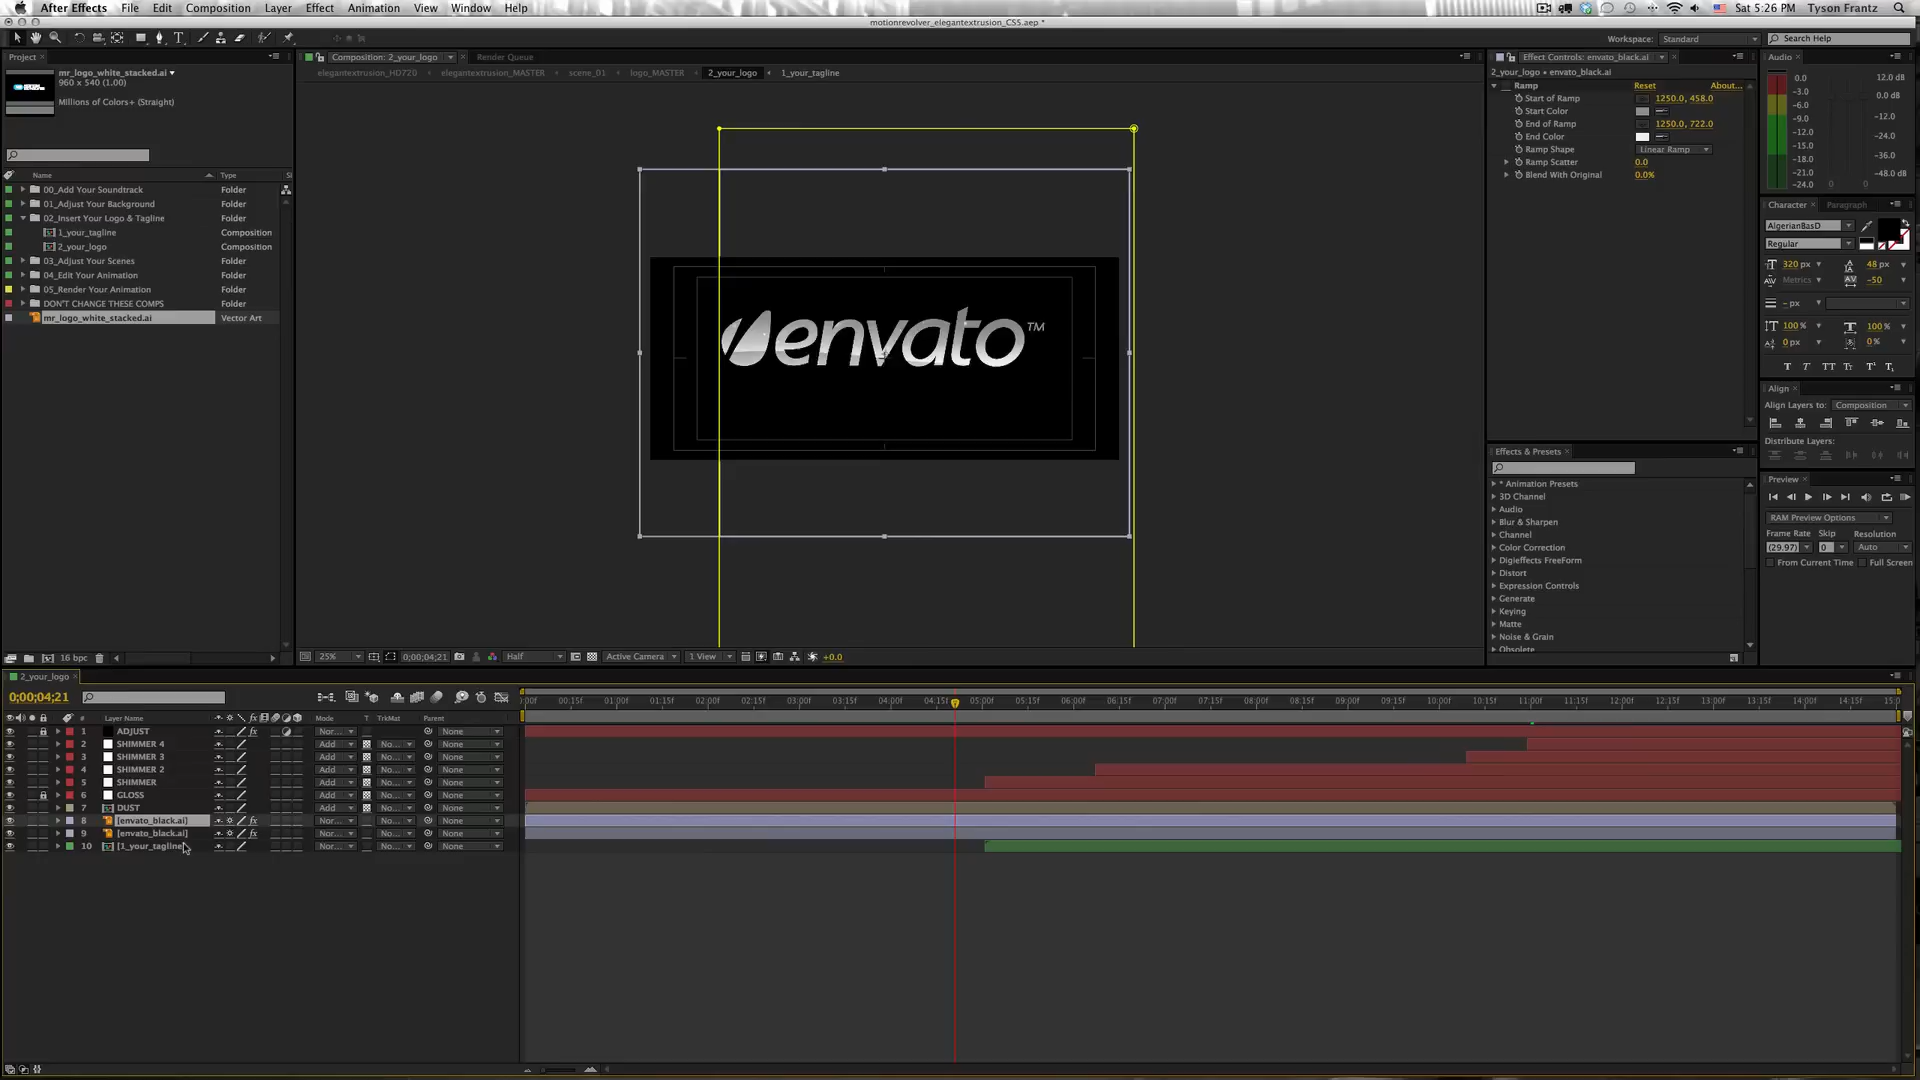 After Effects File Edit Composition Layer Effect Animation View Window Help Sat 5:26 PM Tyson Frantz
motionrevolver_elegantextrusion_CS5.aep *
Workspace: Standard Search Help
Project
mr_logo_white_stacked.ai
960 x 540 (1.00)
Millions of Colors+ (Straight)
Name Type
00_Add Your Soundtrack Folder
01_Adjust Your Background Folder
02_Insert Your Logo & Tagline Folder
1_your_tagline Composition
2_your_logo Composition
03_Adjust Your Scenes Folder
04_Edit Your Animation Folder
05_Render Your Animation Folder
DON'T CHANGE THESE COMPS Folder
mr_logo_white_stacked.ai Vector Art
16 bpc
Composition: 2_your_logo Render Queue
elegantextrusion_HD720 elegantextrusion_MASTER scene_01 logo_MASTER 2_your_logo 1_your_tagline
envato™
25% 0;00;04;21 Half Active Camera 1 View +0.0
Effect Controls: envato_black.ai
2_your_logo • envato_black.ai
Ramp Reset About...
Start of Ramp 1250.0, 458.0
Start Color
End of Ramp 1250.0, 722.0
End Color
Ramp Shape Linear Ramp
Ramp Scatter 0.0
Blend With Original 0.0%
Effects & Presets
* Animation Presets
3D Channel
Audio
Blur & Sharpen
Channel
Color Correction
Digieffects FreeForm
Distort
Expression Controls
Generate
Keying
Matte
Noise & Grain
Obsolete
Audio
0.0 12.0 dB
-3.0
-6.0 0.0 dB
-9.0
-12.0 -12.0
-15.0 -24.0
-18.0 -36.0
-21.0
-24.0 -48.0 dB
Character Paragraph
AlgerianBasD
Regular
320 px 48 px
Metrics -50
- px
100% 100%
0 px 0%
T T TT Tr T¹ T₁
Align
Align Layers to: Composition
Distribute Layers:
Preview
RAM Preview Options
Frame Rate Skip Resolution
(29.97) 0 Auto
From Current Time Full Screen
2_your_logo
0;00;04;21
# Layer Name Mode T TrkMat Parent
:00f 00:15f 01:00f 01:15f 02:00f 02:15f 03:00f 03:15f 04:00f 04:15f 05:00f 05:15f 06:00f 06:15f 07:00f 07:15f 08:00f 08:15f 09:00f 09:15f 10:00f 10:15f 11:00f 11:15f 12:00f 12:15f 13:00f 13:15f 14:00f 14:15f 15:0
1 ADJUST Nor... None
2 SHIMMER 4 Add No... None
3 SHIMMER 3 Add No... None
4 SHIMMER 2 Add No... None
5 SHIMMER Add No... None
6 GLOSS Add No... None
7 DUST Add No... None
8 [envato_black.ai] Nor... No... None
9 [envato_black.ai] Nor... No... None
10 [1_your_tagline] Nor... No... None